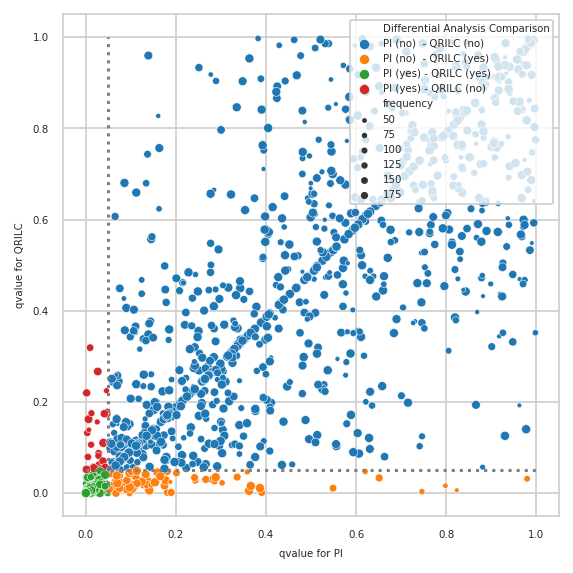 Differential Analysis Comparison
PI (no) - QRILC (no)
PI (no) - QRILC (yes)
PI (yes) - QRILC (yes)
PI (yes) - QRILC (no)
frequency
50
75
100
125
150
175
qvalue for QRILC
1.0
0.8
0.6
0.4
0.2
0.0
0.0 0.2 0.4 0.6 0.8 1.0
qvalue for PI